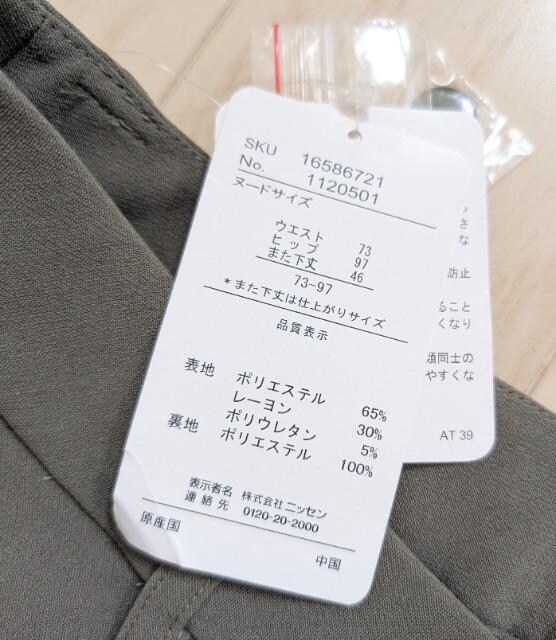 SKU 16586721
No. 1120501
ヌードサイズ
ウエスト 73
ヒップ 97
また下丈 46
73-97
*また下丈は仕上がりサイズ
品質表示
表地 ポリエステル 65%
レーヨン 30%
ポリウレタン 5%
裏地 ポリエステル 100%
表示者名 株式会社ニッセン
連絡先 0120-20-2000
原産国
中国
さ
な
防止
ること
くなり
項同士の
やすくな
AT 39